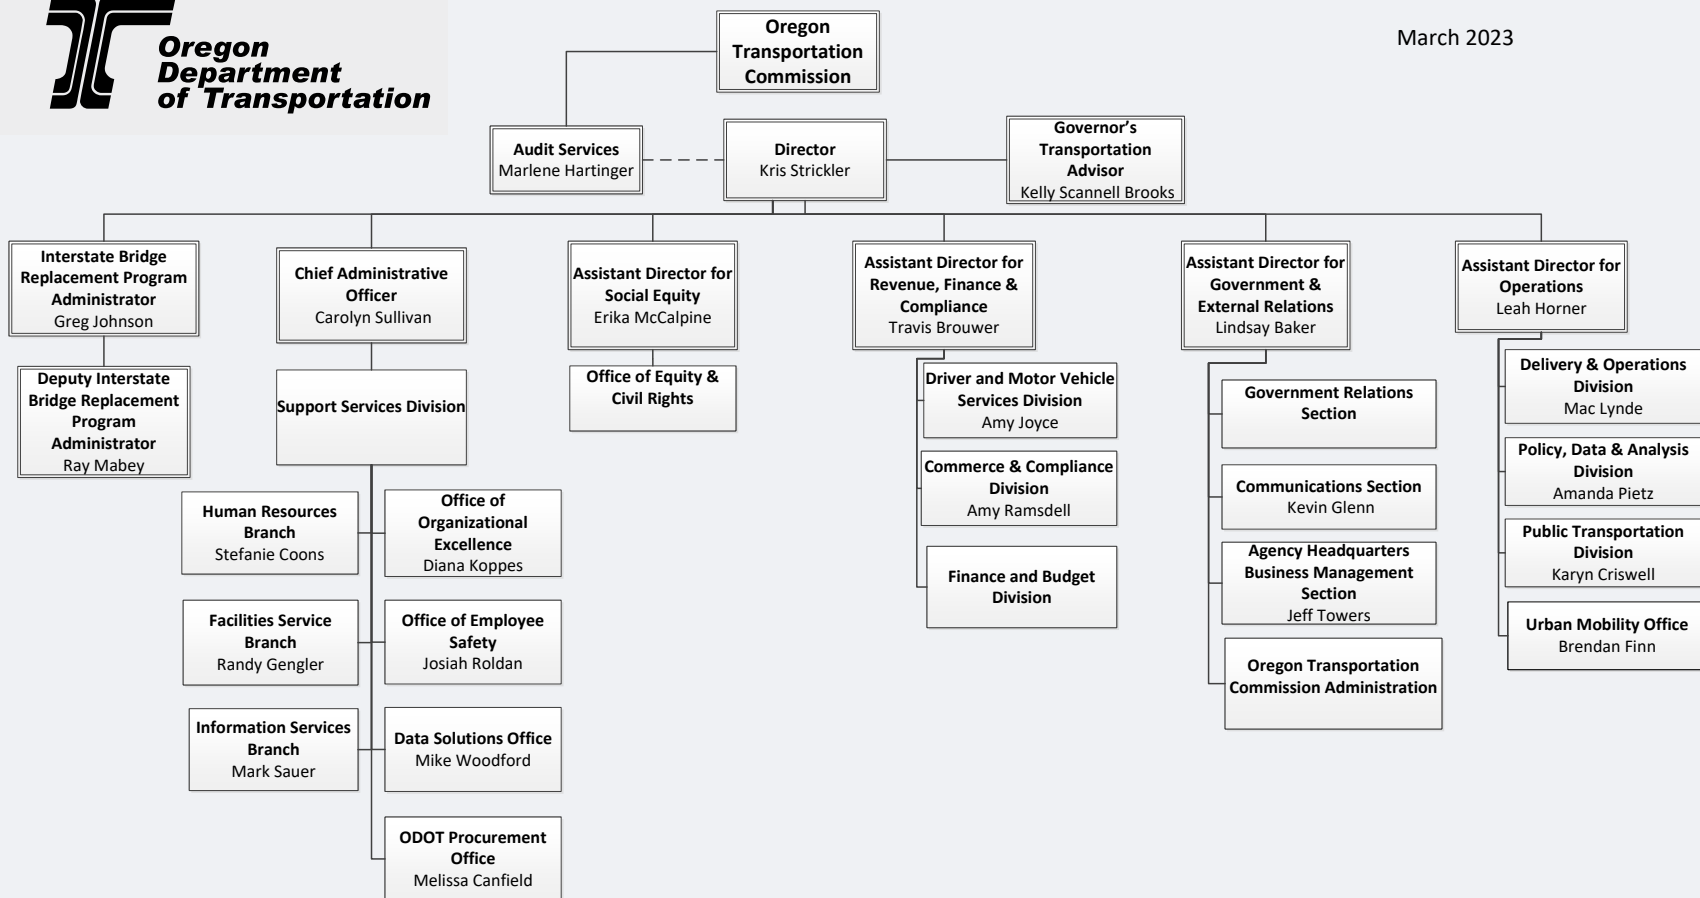 Oregon
Department
of Transportation
Oregon
Transportation
Commission
March 2023
Audit Services
Marlene Hartinger
Director
Kris Strickler
Governor’s
Transportation
Advisor
Kelly Scannell Brooks
Interstate Bridge
Replacement Program
Administrator
Greg Johnson
Chief Administrative
Officer
Carolyn Sullivan
Assistant Director for
Social Equity
Erika McCalpine
Assistant Director for
Revenue, Finance &
Compliance
Travis Brouwer
Assistant Director for
Government &
External Relations
Lindsay Baker
Assistant Director for
Operations
Leah Horner
Deputy Interstate
Bridge Replacement
Program
Administrator
Ray Mabey
Support Services Division
Human Resources
Branch
Stefanie Coons
Office of
Organizational
Excellence
Diana Koppes
Facilities Service
Branch
Randy Gengler
Office of Employee
Safety
Josiah Roldan
Information Services
Branch
Mark Sauer
Data Solutions Office
Mike Woodford
ODOT Procurement
Office
Melissa Canfield
Office of Equity &
Civil Rights
Driver and Motor Vehicle
Services Division
Amy Joyce
Commerce & Compliance
Division
Amy Ramsdell
Finance and Budget
Division
Government Relations
Section
Communications Section
Kevin Glenn
Agency Headquarters
Business Management
Section
Jeff Towers
Oregon Transportation
Commission Administration
Delivery & Operations
Division
Mac Lynde
Policy, Data & Analysis
Division
Amanda Pietz
Public Transportation
Division
Karyn Criswell
Urban Mobility Office
Brendan Finn